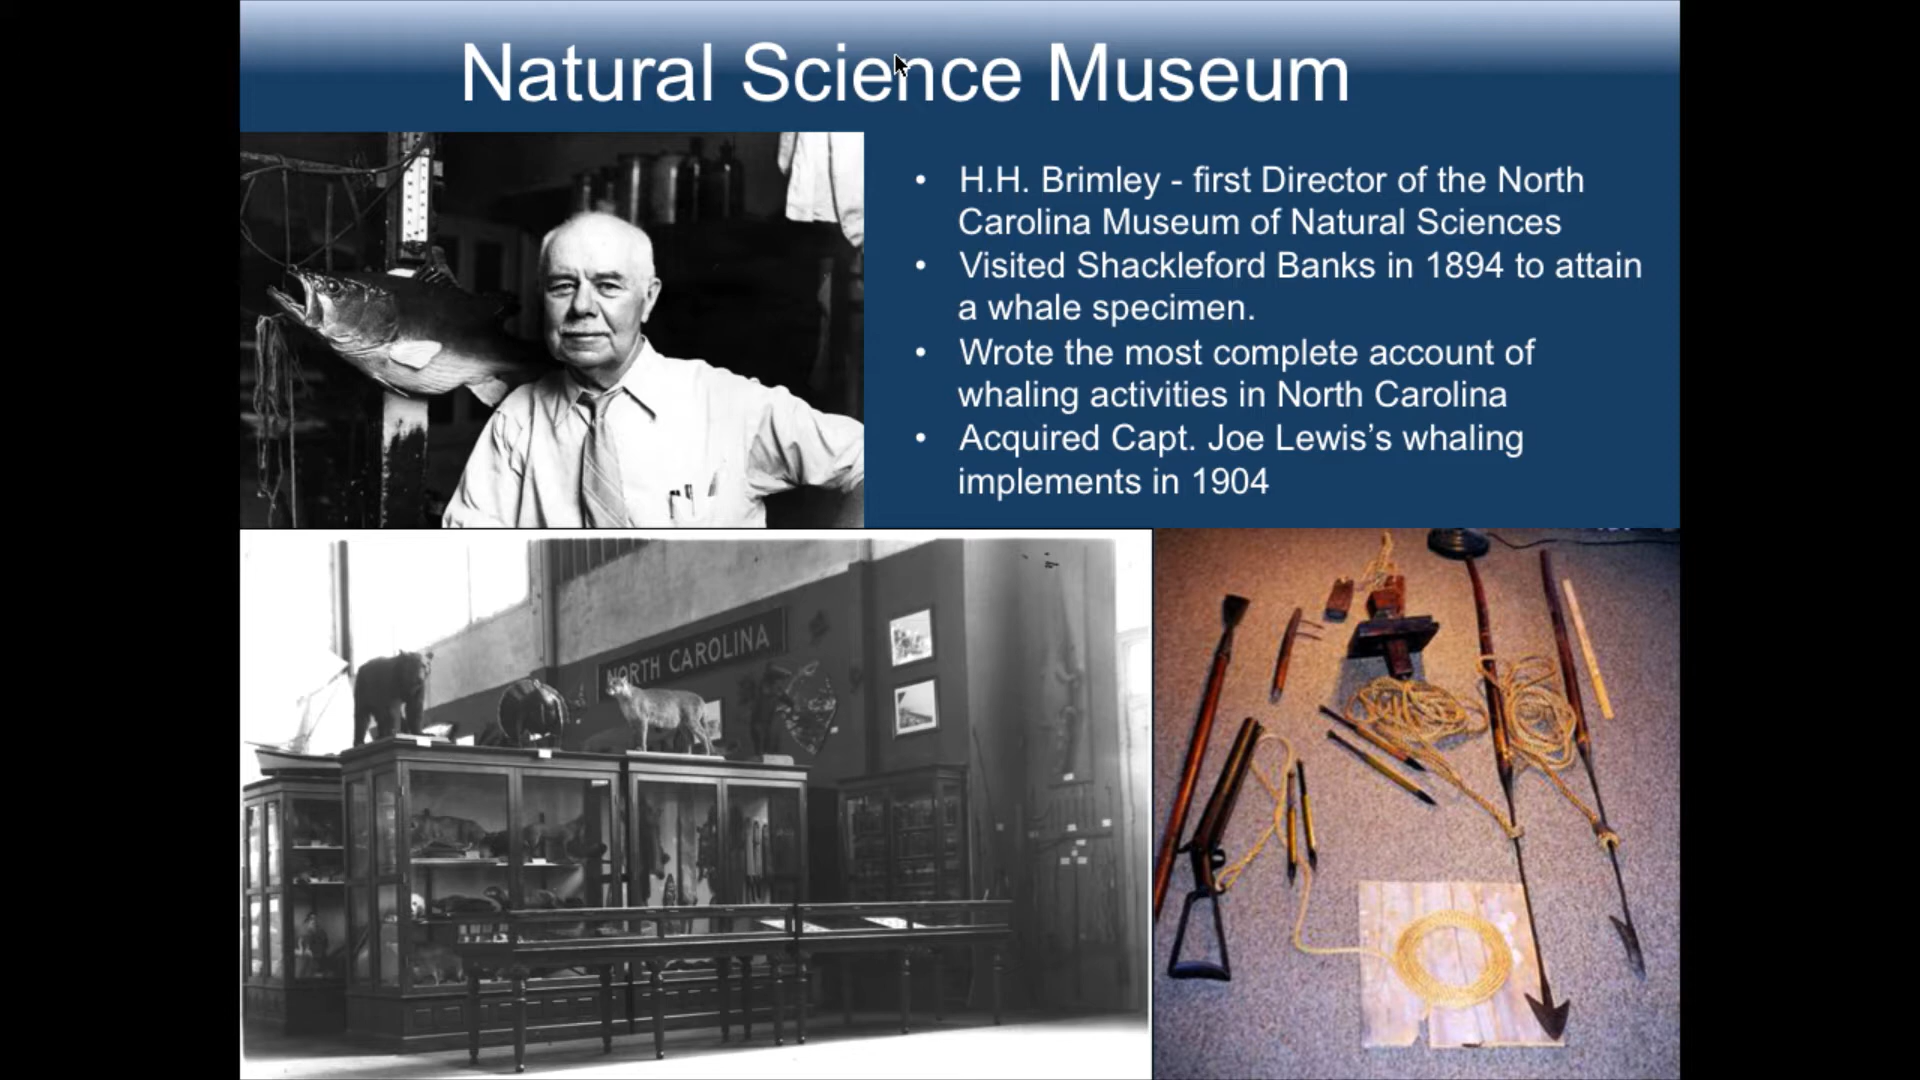 Natural Science Museum
• H.H. Brimley - first Director of the North
Carolina Museum of Natural Sciences
• Visited Shackleford Banks in 1894 to attain
a whale specimen.
• Wrote the most complete account of
whaling activities in North Carolina
• Acquired Capt. Joe Lewis’s whaling
implements in 1904
NORTH CAROLINA